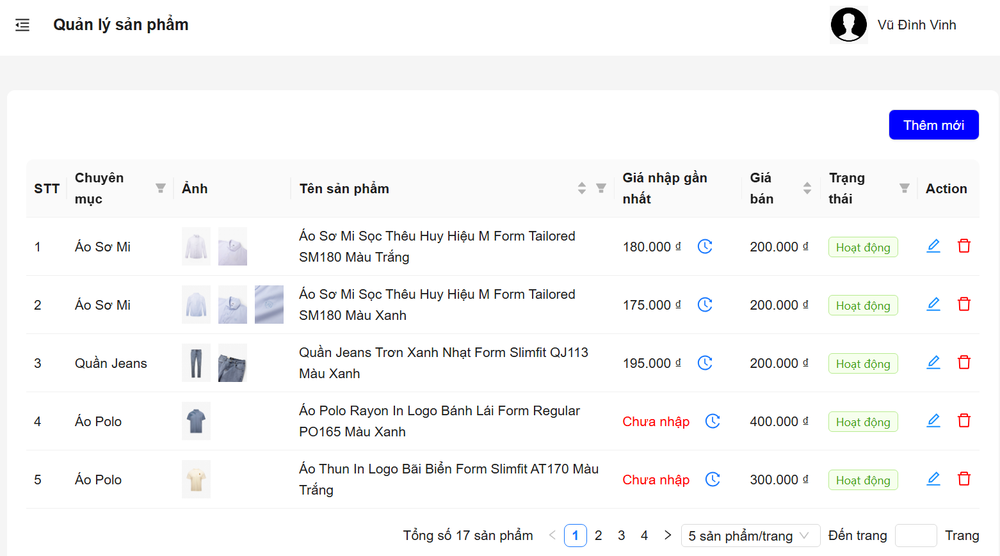 Quản lý sản phẩm
Vũ Đình Vinh
Thêm mới
STT
Chuyên
mục
Ảnh
Tên sản phẩm
Giá nhập gần
nhất
Giá
bán
Trạng
thái
Action
1
Áo Sơ Mi
Áo Sơ Mi Sọc Thêu Huy Hiệu M Form Tailored
SM180 Màu Trắng
180.000 ₫
200.000 ₫
Hoạt động
2
Áo Sơ Mi
Áo Sơ Mi Sọc Thêu Huy Hiệu M Form Tailored
SM180 Màu Xanh
175.000 ₫
200.000 ₫
Hoạt động
3
Quần Jeans
Quần Jeans Trơn Xanh Nhạt Form Slimfit QJ113
Màu Xanh
195.000 ₫
200.000 ₫
Hoạt động
4
Áo Polo
Áo Polo Rayon In Logo Bánh Lái Form Regular
PO165 Màu Xanh
Chưa nhập
400.000 ₫
Hoạt động
5
Áo Polo
Áo Thun In Logo Bãi Biển Form Slimfit AT170 Màu
Trắng
Chưa nhập
300.000 ₫
Hoạt động
Tổng số 17 sản phẩm
1
2
3
4
5 sản phẩm/trang
Đến trang
Trang